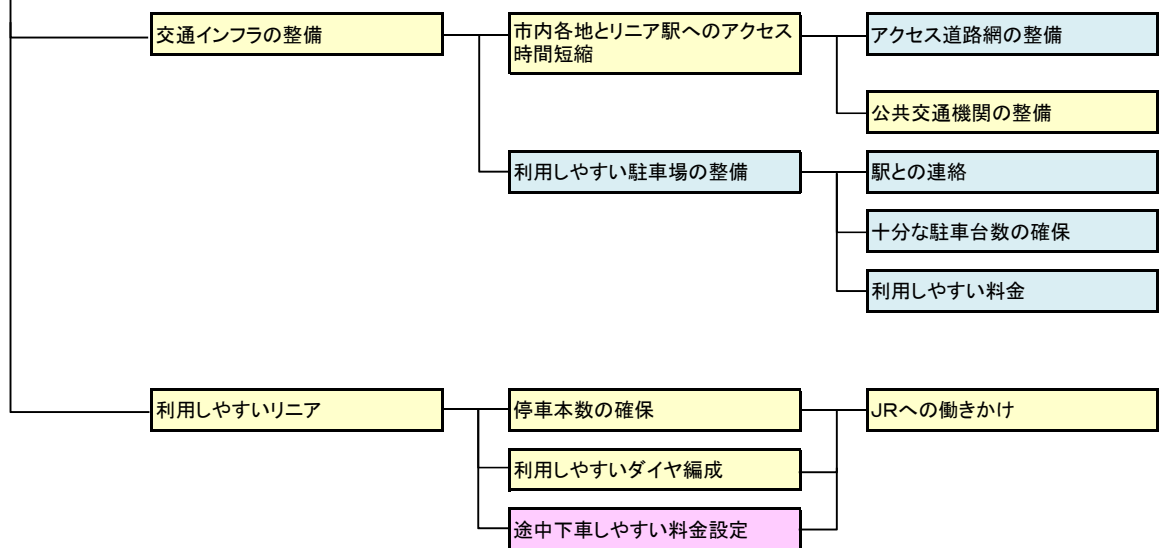 交通インフラの整備
市内各地とリニア駅へのアクセス
時間短縮
アクセス道路網の整備
公共交通機関の整備
利用しやすい駐車場の整備
駅との連絡
十分な駐車台数の確保
利用しやすい料金
利用しやすいリニア
停車本数の確保
JRへの働きかけ
利用しやすいダイヤ編成
途中下車しやすい料金設定